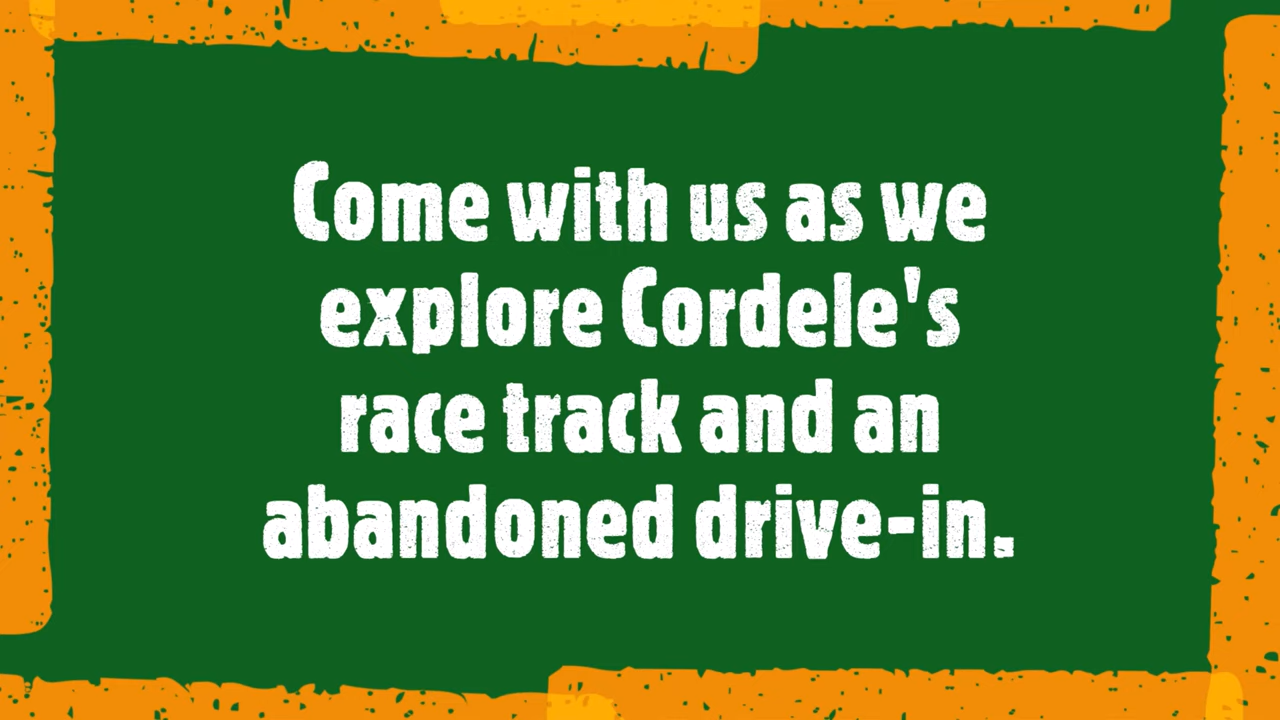 Come with us as we
explore Cordele's
race track and an
abandoned drive-in.